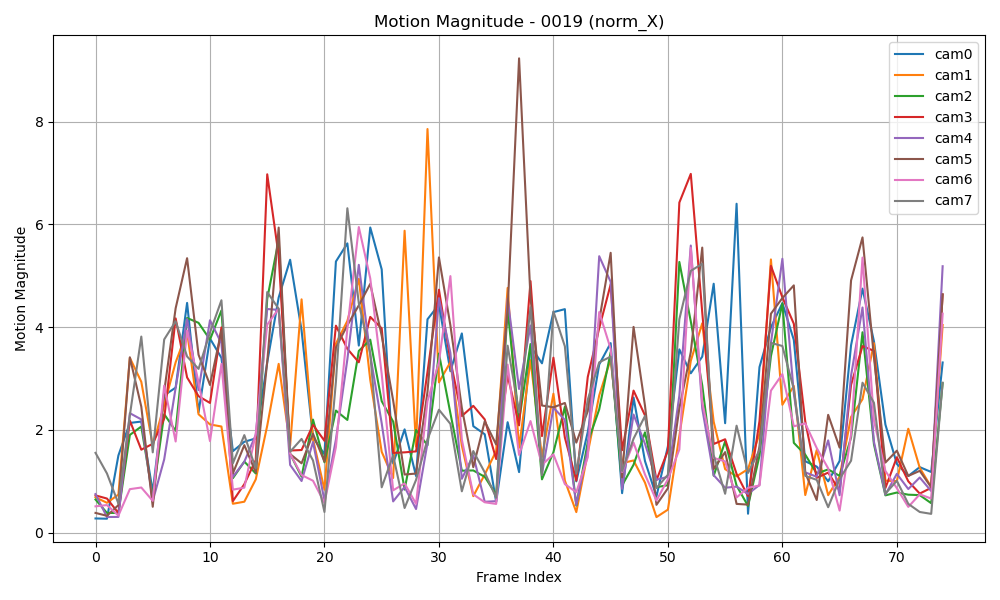 Motion Magnitude - 0019 (norm_X)
Motion Magnitude
8
6
4
2
0
0
10
20
30
40
50
60
70
Frame Index
cam0
cam1
cam2
cam3
cam4
cam5
cam6
cam7